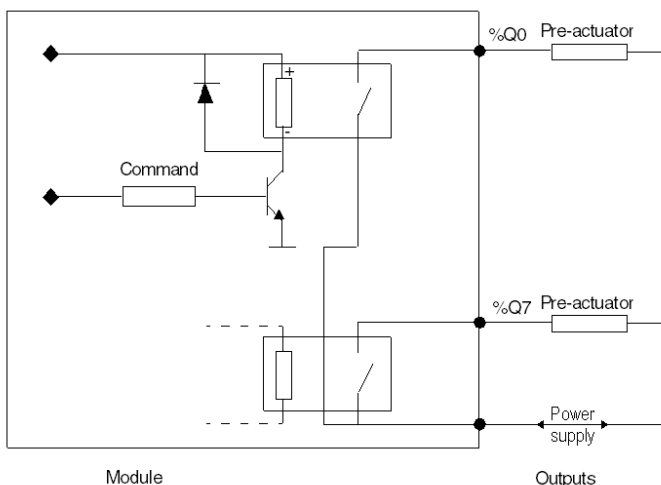 %Q0 Pre-actuator
+
-
Command
%Q7 Pre-actuator
Power
supply
Module Outputs